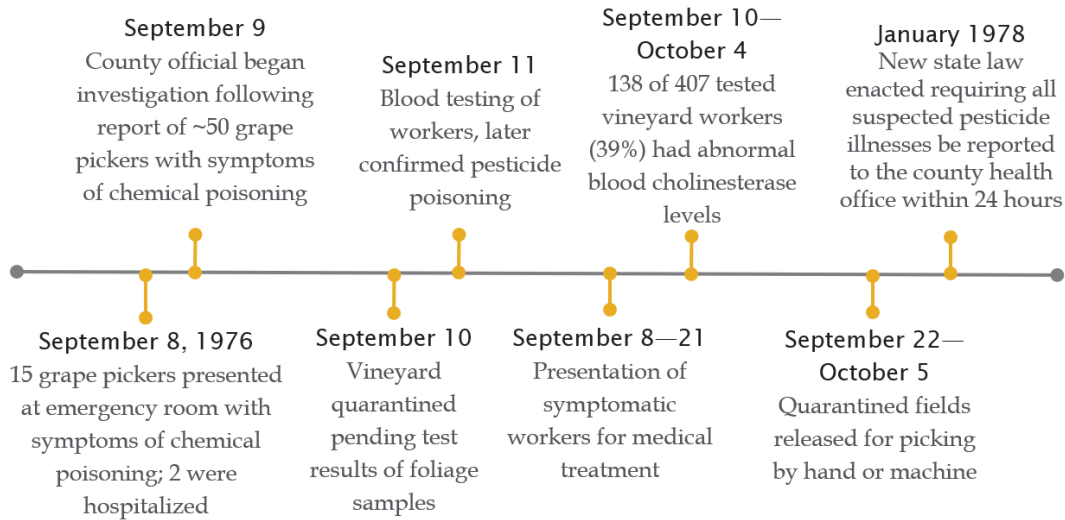 September 9
County official began
investigation following
report of ~50 grape
pickers with symptoms
of chemical poisoning
September 11
Blood testing of
workers, later
confirmed pesticide
poisoning
September 10—
October 4
138 of 407 tested
vineyard workers
(39%) had abnormal
blood cholinesterase
levels
January 1978
New state law
enacted requiring all
suspected pesticide
illnesses be reported
to the county health
office within 24 hours
September 8, 1976
15 grape pickers presented
at emergency room with
symptoms of chemical
poisoning; 2 were
hospitalized
September 10
Vineyard
quarantined
pending test
results of foliage
samples
September 8—21
Presentation of
symptomatic
workers for medical
treatment
September 22—
October 5
Quarantined fields
released for picking
by hand or machine